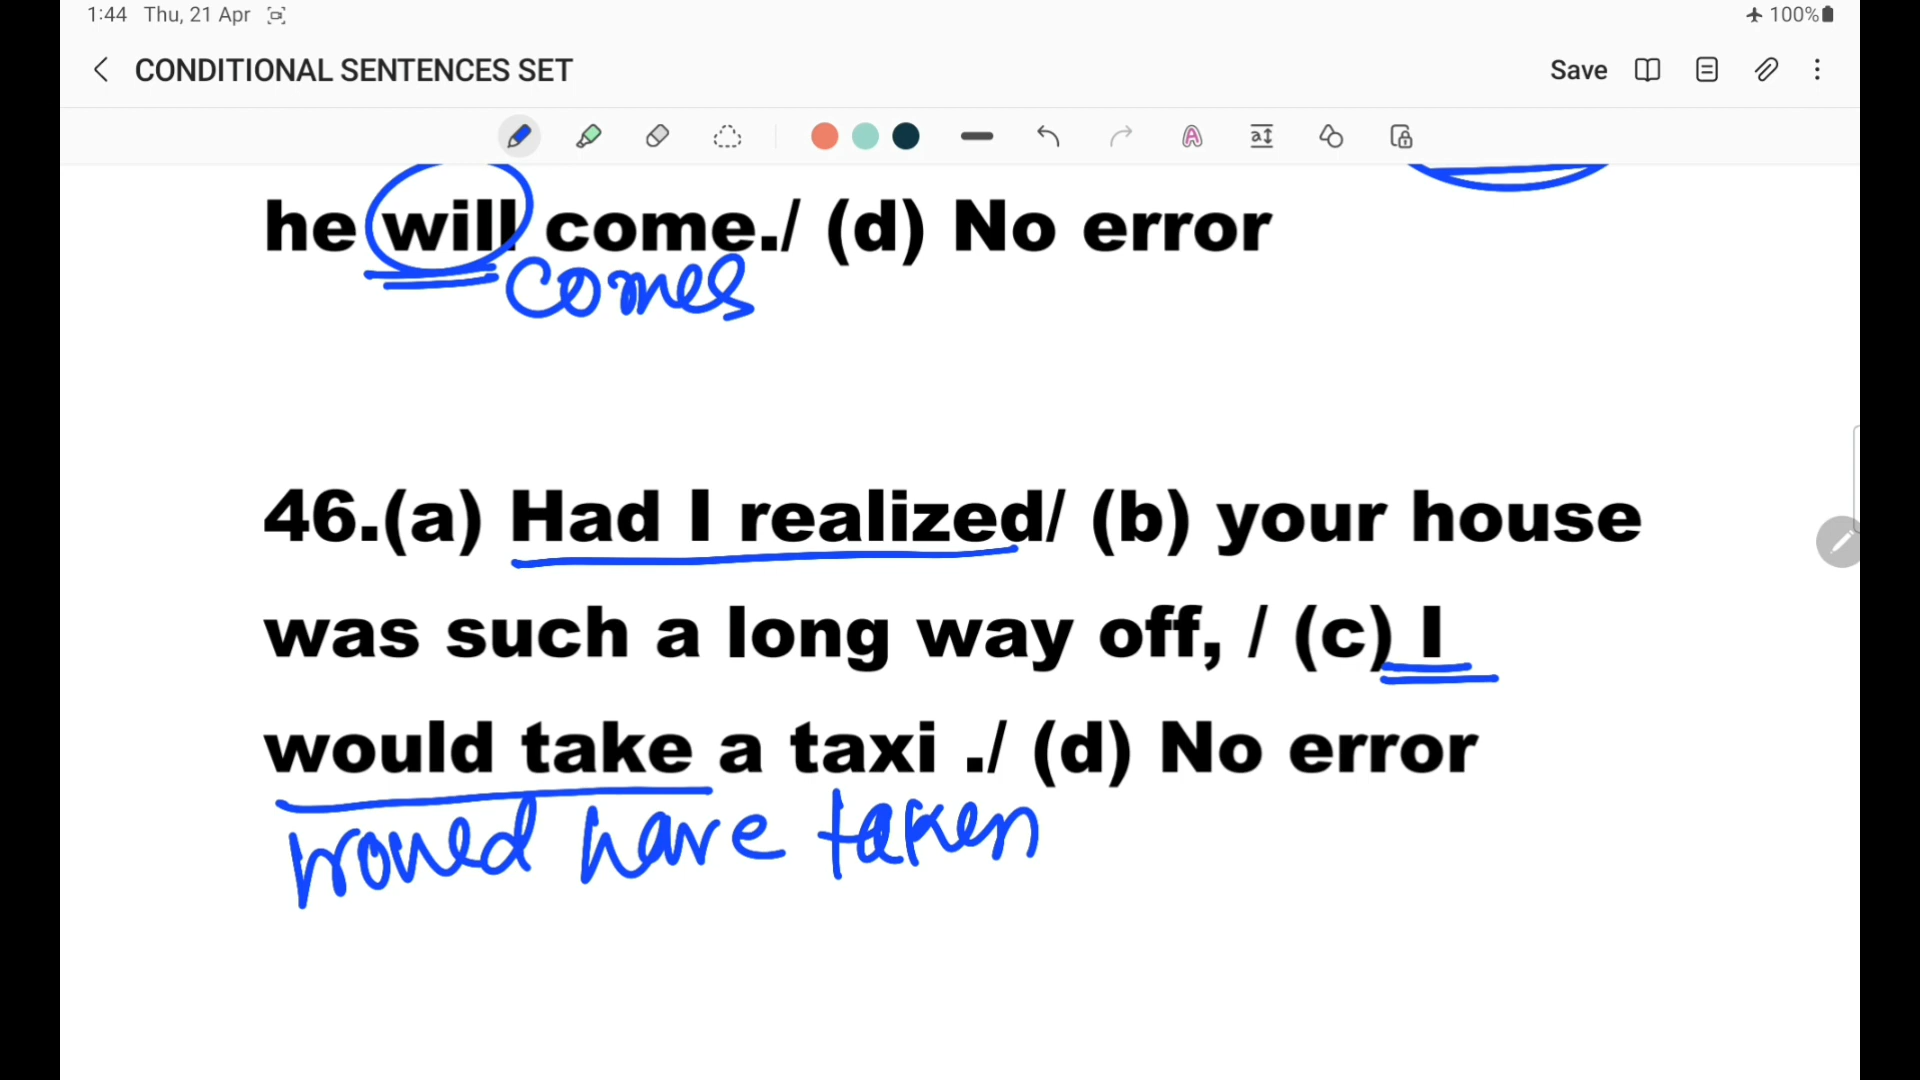 1:44 Thu, 21 Apr
100%
CONDITIONAL SENTENCES SET
Save
he will come./ (d) No error
comes
46.(a) Had I realized/ (b) your house
was such a long way off, / (c) I
would take a taxi ./ (d) No error
would have taken